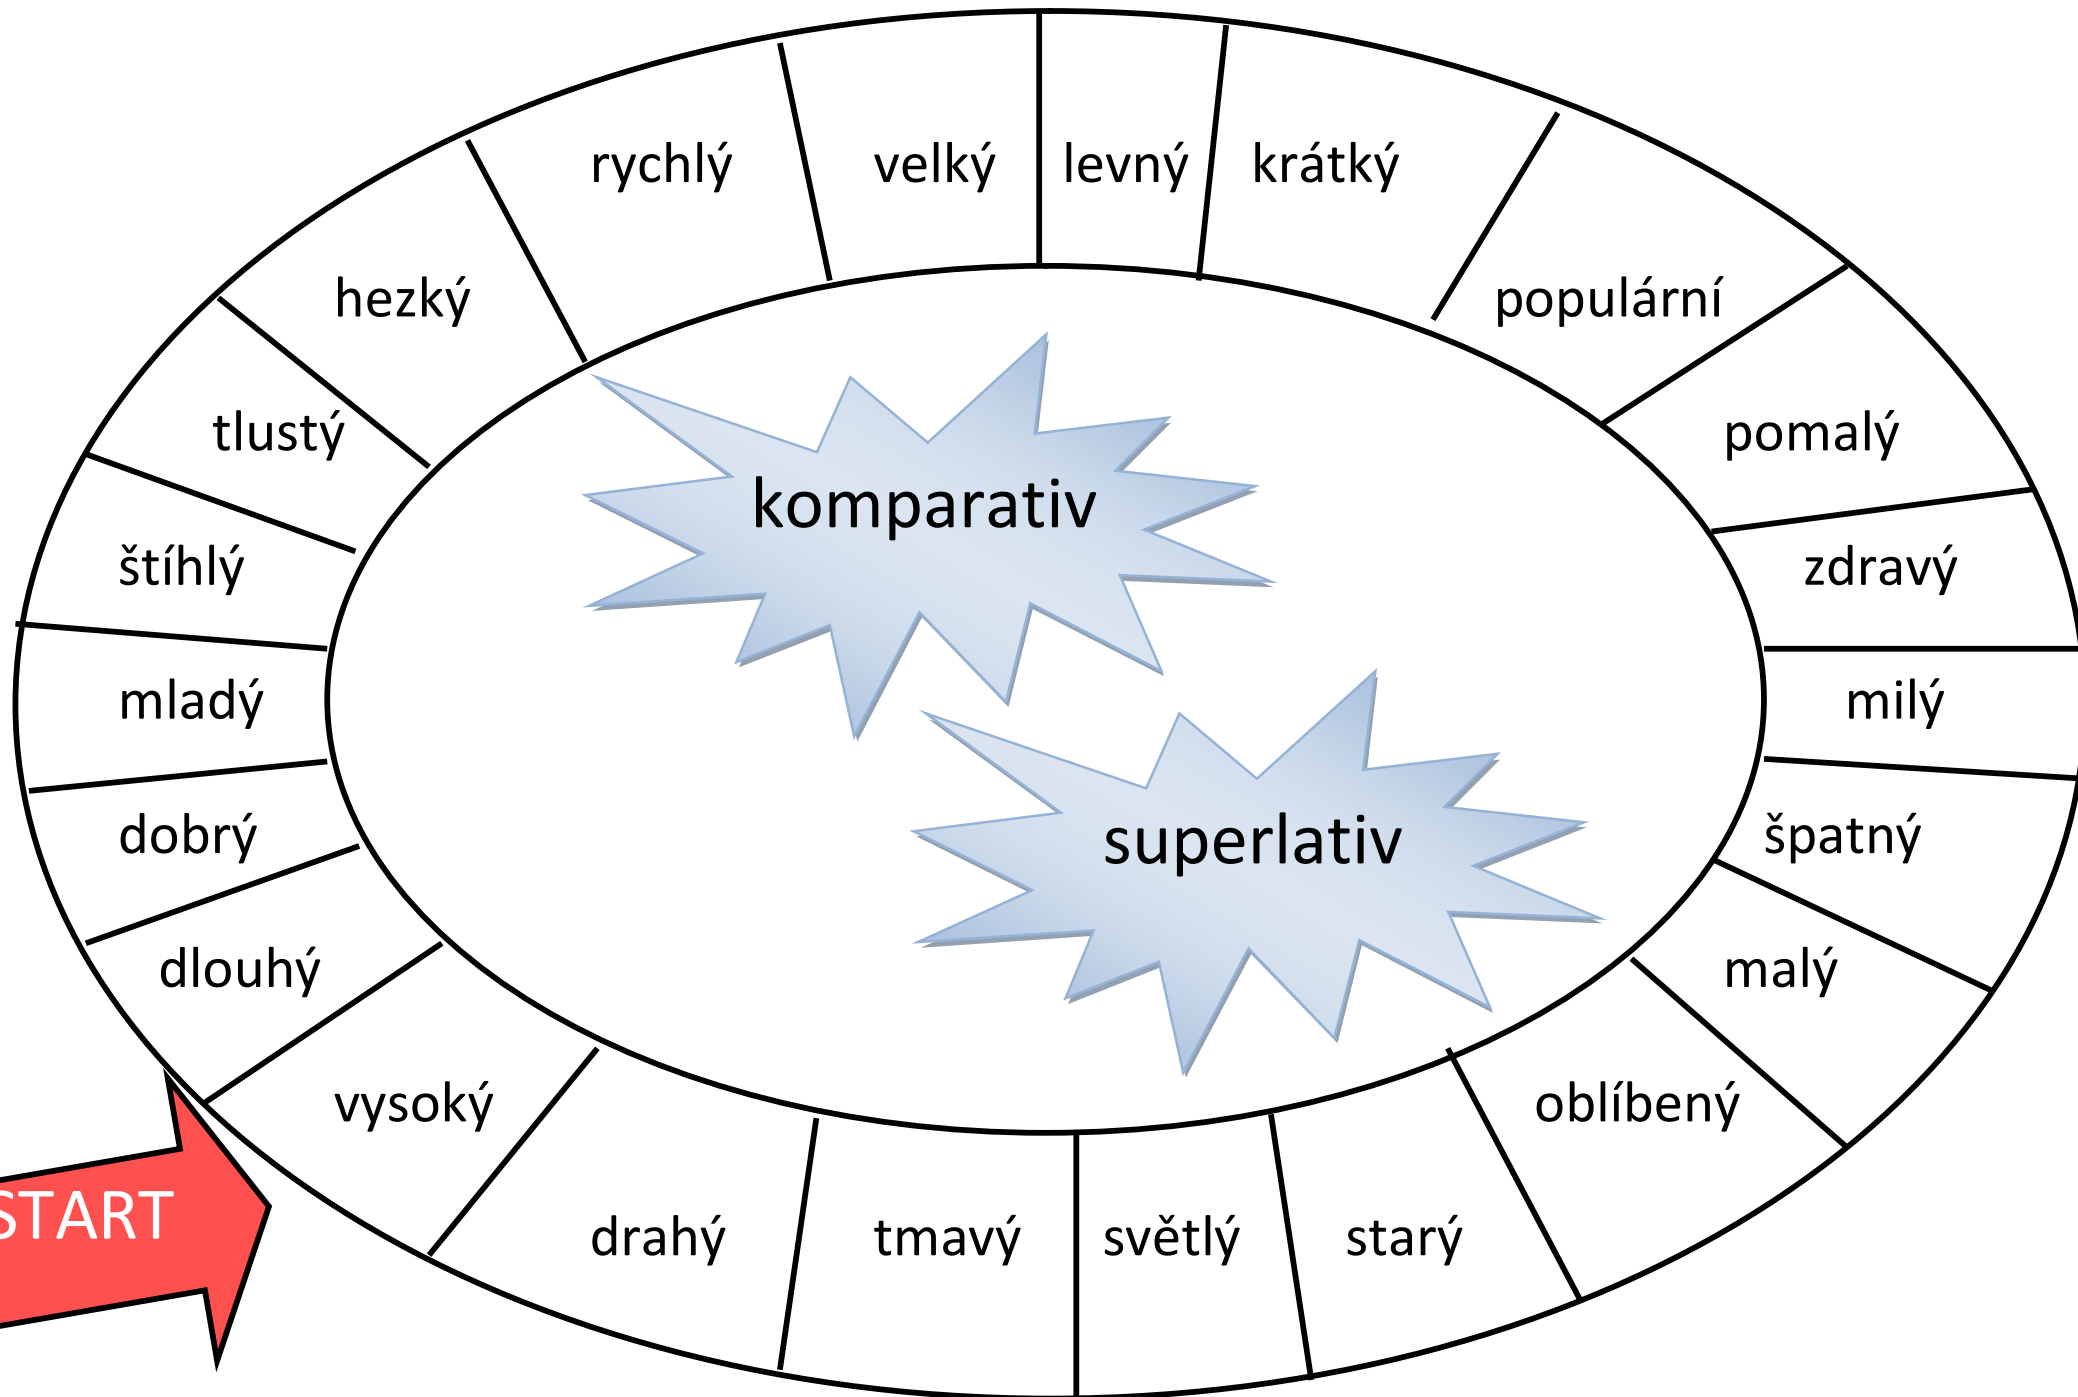 rychlý
velký
levný
krátký
hezký
populární
tlustý
pomalý
komparativ
štíhlý
zdravý
mladý
milý
dobrý
špatný
superlativ
dlouhý
malý
vysoký
oblíbený
START
drahý
tmavý
světlý
starý